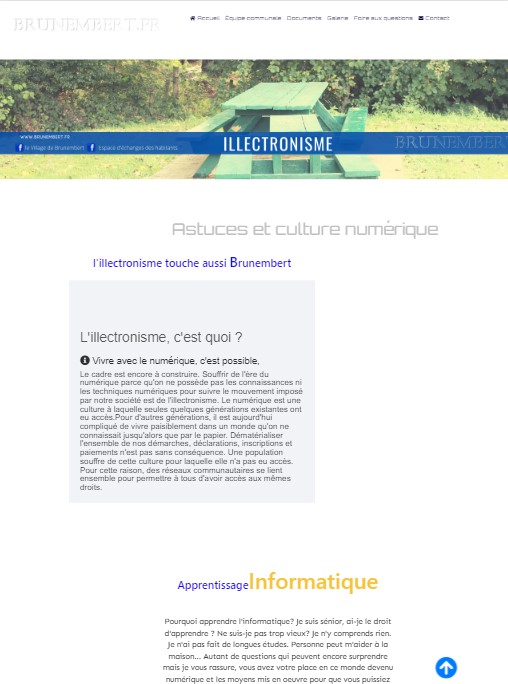 BRUNEMBERT.FR
Accueil Équipe communale Documents Galerie Foire aux questions Contact
WWW.BRUNEMBERT.FR
le Village de Brunembert Espace d'échanges des habitants
ILLECTRONISME
BRUNEMBERT
Astuces et culture numérique
l'illectronisme touche aussi Brunembert
L'illectronisme, c'est quoi ?
Vivre avec le numérique, c'est possible,
Le cadre est encore à construire. Souffrir de l'ère du
numérique parce qu'on ne possède pas les connaissances ni
les techniques numériques pour suivre le mouvement imposé
par notre société est de l'illectronisme. Le numérique est une
culture à laquelle seules quelques générations existantes ont
eu accès.Pour d'autres générations, il est aujourd'hui
compliqué de vivre paisiblement dans un monde qu'on ne
connaissait jusqu'alors que par le papier. Dématérialiser
l'ensemble de nos démarches, déclarations, inscriptions et
paiements n'est pas sans conséquence. Une population
souffre de cette culture pour laquelle elle n'a pas eu accès.
Pour cette raison, des réseaux communautaires se lient
ensemble pour permettre à tous d'avoir accès aux mêmes
droits.
ApprentissageInformatique
Pourquoi apprendre l'informatique? Je suis sénior, ai-je le droit
d'apprendre ? Ne suis-je pas trop vieux? Je n'y comprends rien.
Je n'ai pas fait de longues études. Personne peut m'aider à la
maison... Autant de questions qui peuvent encore surprendre
mais je vous rassure, vous avez votre place en ce monde devenu
numérique et les moyens mis en oeuvre pour que vous puissiez